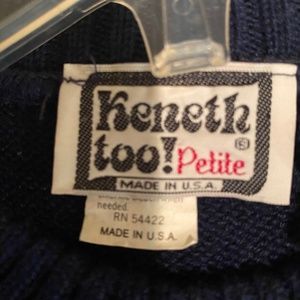 Keneth
too! Petite
MADE IN U.S.A.
needed.
RN 54422
MADE IN U.S.A.